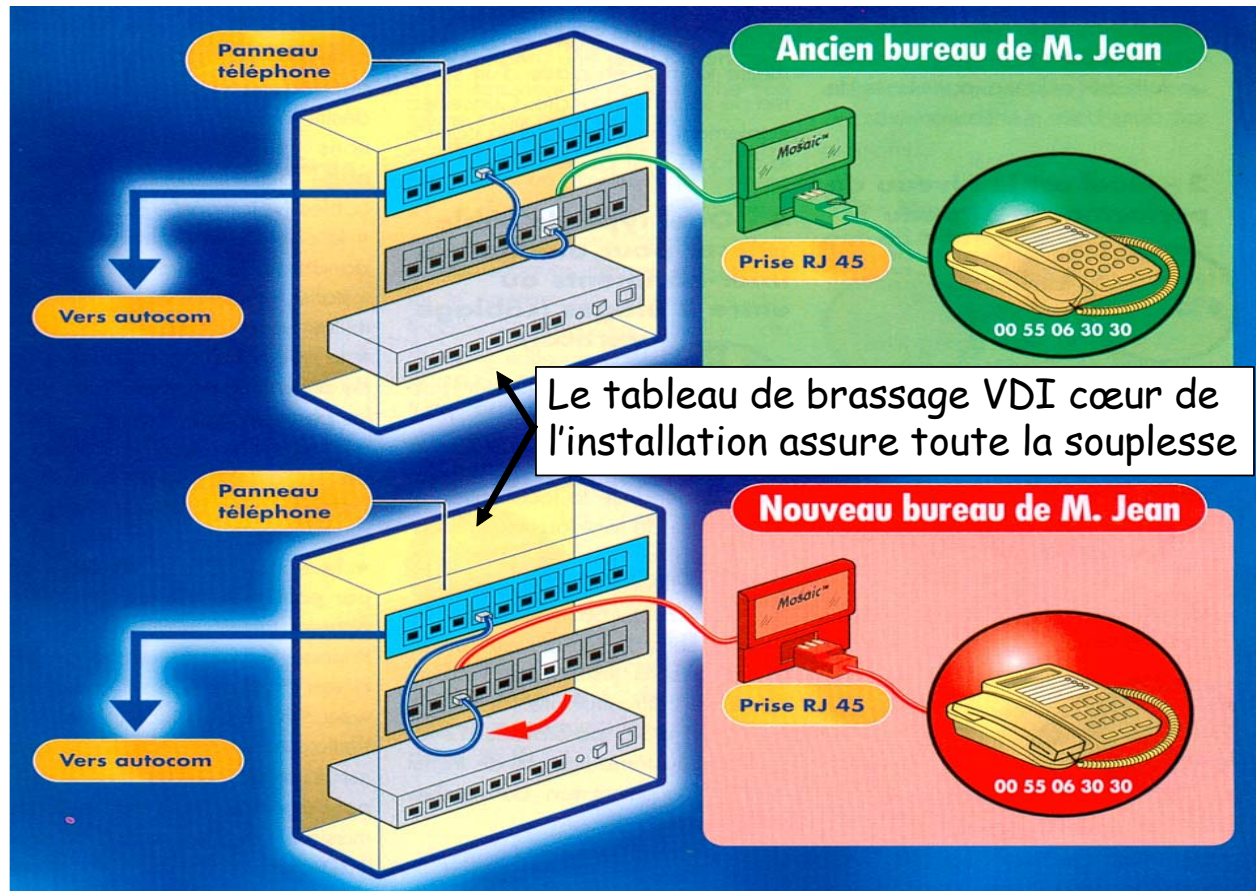 Panneau
téléphone
Ancien bureau de M. Jean
Mosaic™
Prise RJ 45
Vers autocom
00 55 06 30 30
Le tableau de brassage VDI cœur de
l'installation assure toute la souplesse
Panneau
téléphone
Nouveau bureau de M. Jean
Mosaic™
Prise RJ 45
Vers autocom
00 55 06 30 30